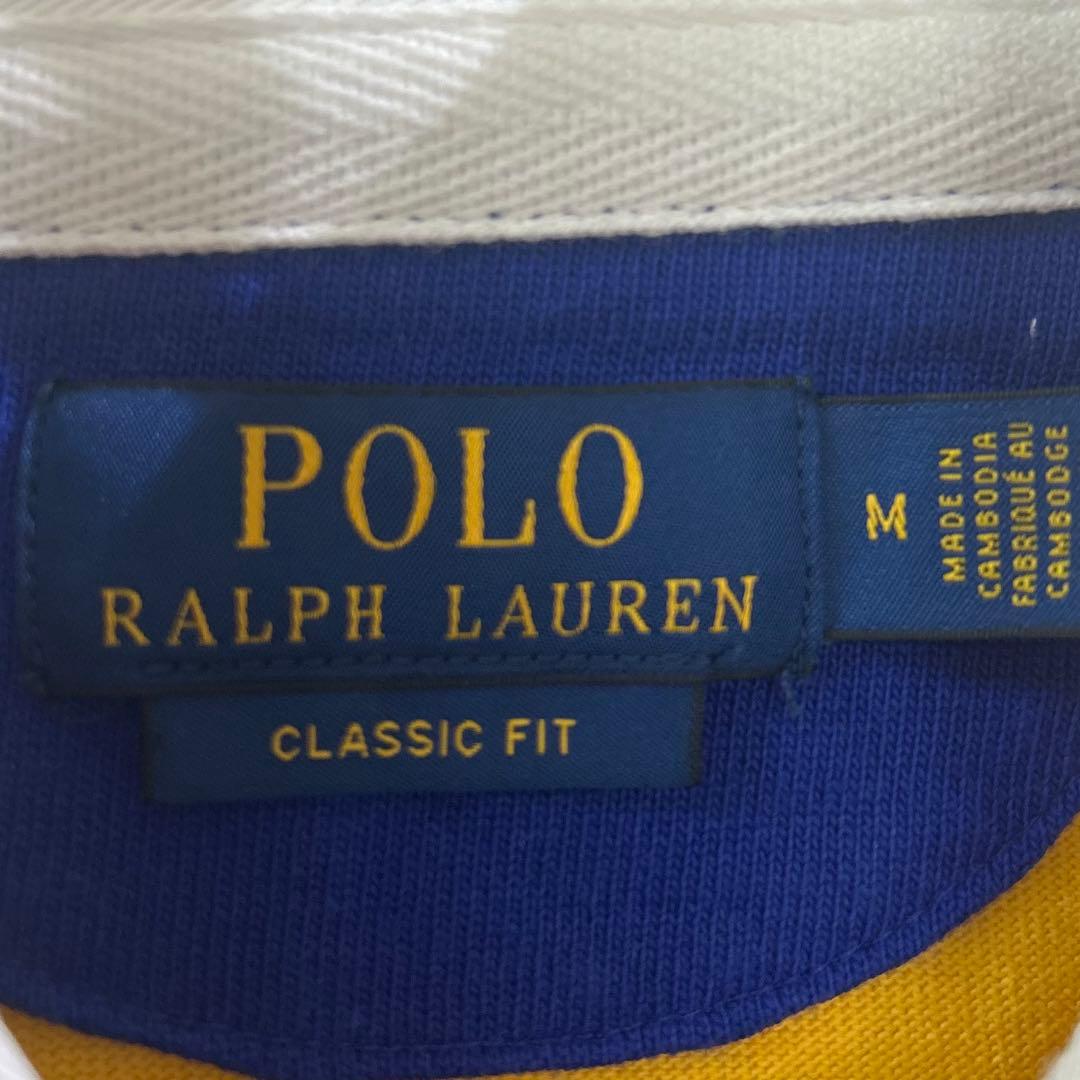 POLO
RALPH LAUREN
CLASSIC FIT
M
MADE IN
CAMBODIA
FABRIQUÉ AU
CAMBODGE